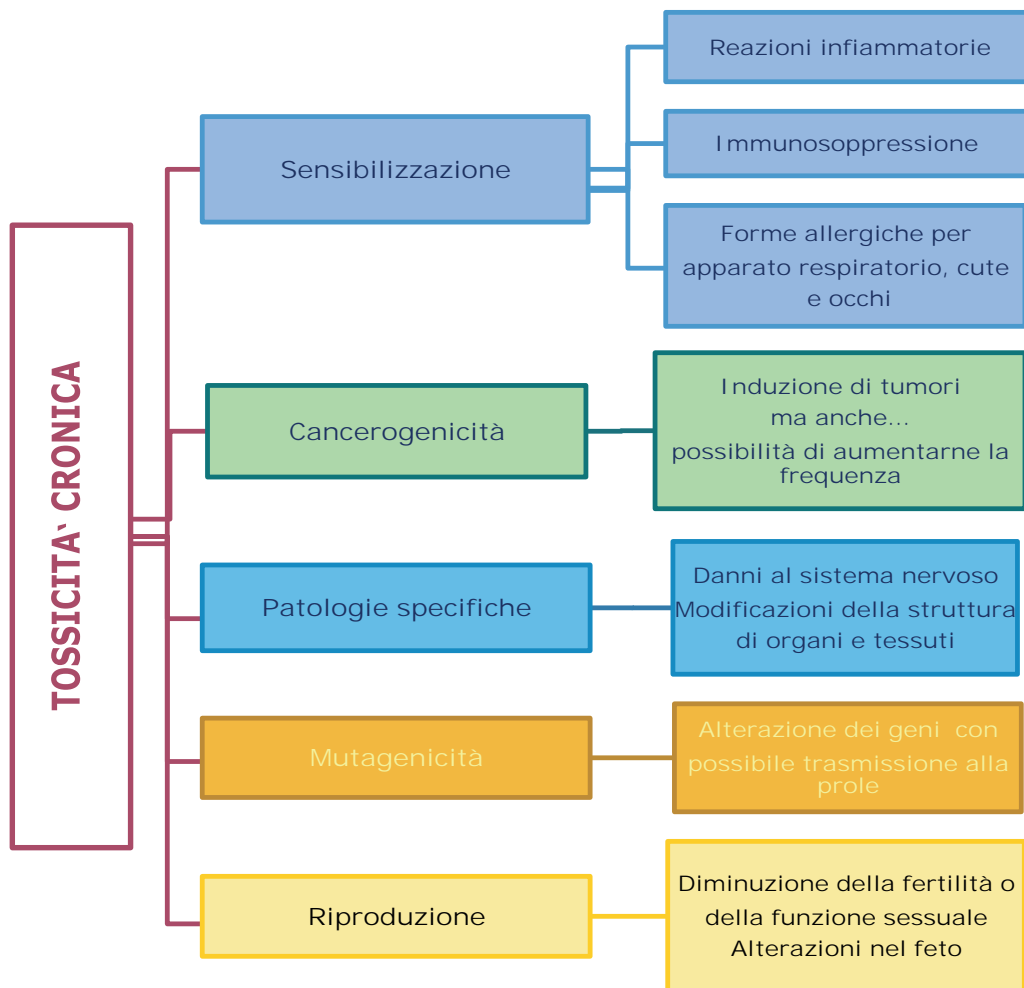 TOSSICITA` CRONICA
Sensibilizzazione
Reazioni infiammatorie
Immunosoppressione
Forme allergiche per
apparato respiratorio, cute
e occhi
Cancerogenicità
Induzione di tumori
ma anche...
possibilità di aumentarne la
frequenza
Patologie specifiche
Danni al sistema nervoso
Modificazioni della struttura
di organi e tessuti
Mutagenicità
Alterazione dei geni con
possibile trasmissione alla
prole
Riproduzione
Diminuzione della fertilità o
della funzione sessuale
Alterazioni nel feto